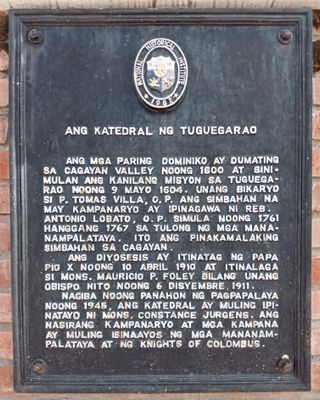 NATIONAL HISTORICAL INSTITUTE
1982
ANG KATEDRAL NG TUGUEGARAO
ANG MGA PARING DOMINIKO AY DUMATING
SA CAGAYAN VALLEY NOONG 1600 AT SINI-
MULAN ANG KANILANG MISYON SA TUGUEGA-
RAO NOONG 9 MAYO 1604. UNANG BIKARYO
SI P. TOMAS VILLA, O.P. ANG SIMBAHAN NA
MAY KAMPANARYO AY IPINAGAWA NI REB.
ANTONIO LOBATO, O.P. SIMULA NOONG 1761
HANGGANG 1767 SA TULONG NG MGA MANA-
NAMPALATAYA. ITO ANG PINAKAMALAKING
SIMBAHAN SA CAGAYAN.
ANG DIYOSESIS AY ITINATAG NG PAPA
PIO X NOONG 10 APRIL 1910 AT ITINALAGA
SI MONS. MAURICIO P. FOLEY BILANG UNANG
OBISPO NITO NOONG 6 DISYEMBRE, 1911.
NAGIBA NOONG PANAHON NG PAGPAPALAYA
NOONG 1945, ANG KATEDRAL AY MULING IPI-
NATAYO NI MONS. CONSTANCE JURGENS. ANG
NASIRANG KAMPANARYO AT MGA KAMPANA
AY MULING IBINAAYOS NG MGA MANANAM-
PALATAYA AT NG KNIGHTS OF COLOMBUS.